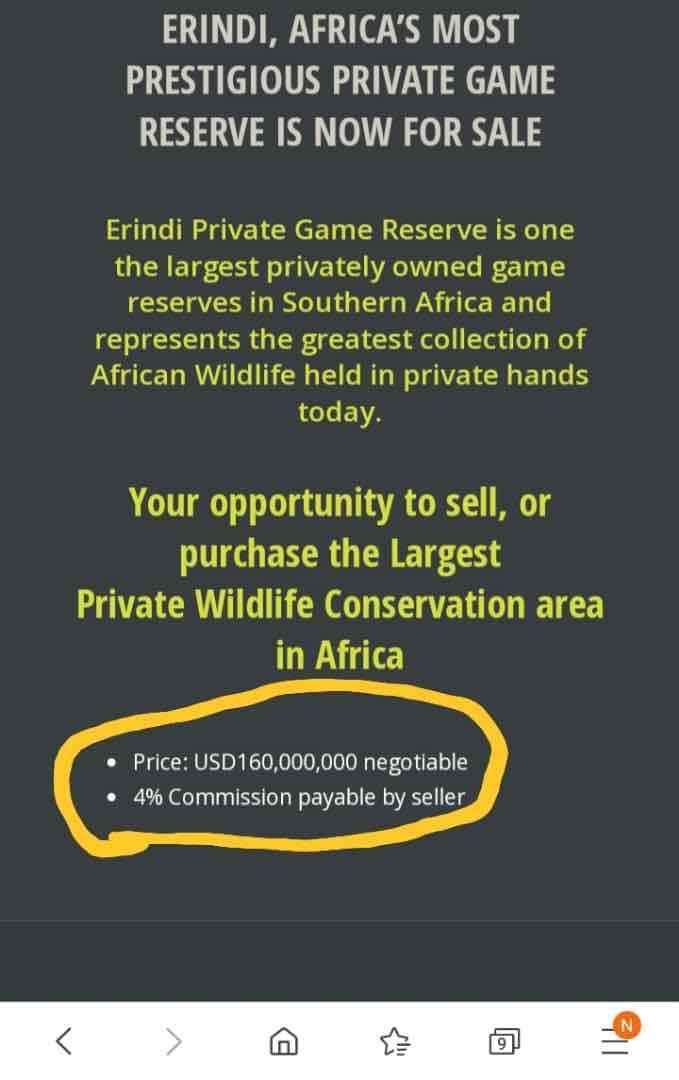 ERINDI, AFRICA’S MOST
PRESTIGIOUS PRIVATE GAME
RESERVE IS NOW FOR SALE
Erindi Private Game Reserve is one
the largest privately owned game
reserves in Southern Africa and
represents the greatest collection of
African Wildlife held in private hands
today.
Your opportunity to sell, or
purchase the Largest
Private Wildlife Conservation area
in Africa
• Price: USD160,000,000 negotiable
• 4% Commission payable by seller
9
N